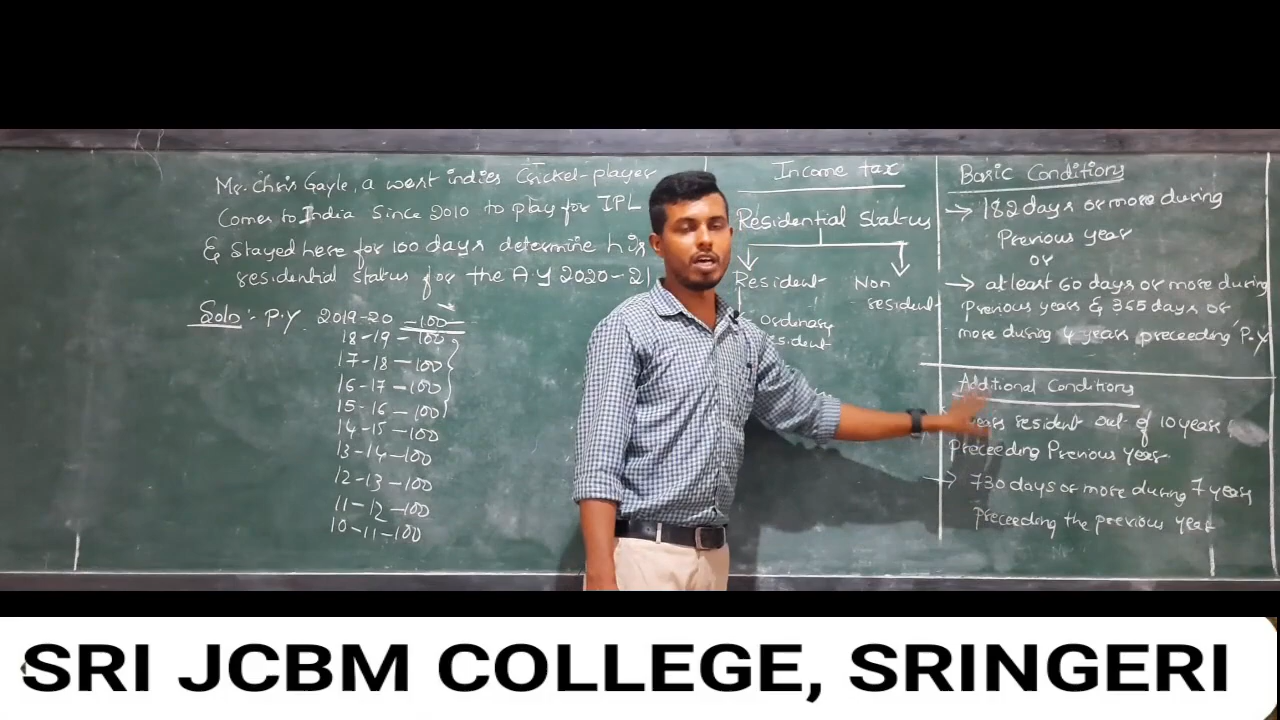 Mr. Chris Gayle, a west indies Cricket-player
Comes to India Since 2010 to play for IPL
& Stayed here for 100 days determine his
residential status for the A.Y 2020-21
Soln :- P.Y 2019-20 -100-
18-19-100
17-18-100
16-17-100
15-16-100
14-15-100
13-14-100
12-13-100
11-12-100
10-11-100
Income tax
Residential Status
Resident
Non
resident
ordinary
Basic Conditions
→ 182 days or more during
Previous year
or
→ at least 60 days or more during
Previous years & 365 days or
more during 4 years preceeding P.Y
Additional Conditions
resident out of 10 years
Preceeding Previous year
→ 730 days or more during 7 years
preceeding the previous year
SRI JCBM COLLEGE, SRINGERI